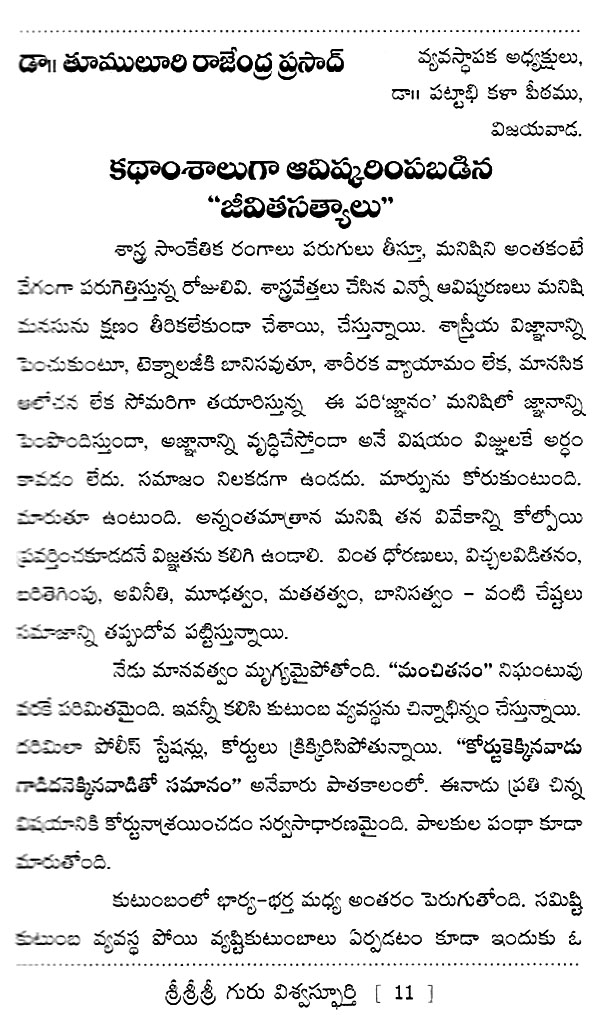 డా॥ తూములూరి రాజేంద్ర ప్రసాద్
వ్యవస్థాపక అధ్యక్షులు,
డా॥ పట్టాభి కళా పీఠము,
విజయవాడ.
కథాంశాలుగా ఆవిష్కరింపబడిన
“జీవితసత్యాలు”
శాస్త్ర సాంకేతిక రంగాలు పరుగులు తీస్తూ, మనిషిని అంతకంటే
వేగంగా పరుగెత్తిస్తున్న రోజులివి. శాస్త్రవేత్తలు చేసిన ఎన్నో ఆవిష్కరణలు మనిషి
మనసును క్షణం తీరికలేకుండా చేశాయి, చేస్తున్నాయి. శాస్త్రీయ విజ్ఞానాన్ని
పెంచుకుంటూ, టెక్నాలజీకి బానిసవుతూ, శారీరక వ్యాయామం లేక, మానసిక
ఆలోచన లేక సోమరిగా తయారిస్తున్న ఈ పరి‘జ్ఞానం’ మనిషిలో జ్ఞానాన్ని
పెంపొందిస్తుందా, అజ్ఞానాన్ని వృద్ధిచేస్తోందా అనే విషయం విజ్ఞులకే అర్ధం
కావడం లేదు. సమాజం నిలకడగా ఉండదు. మార్పును కోరుకుంటుంది.
మారుతూ ఉంటుంది. అన్నంతమాత్రాన మనిషి తన వివేకాన్ని కోల్పోయి
ప్రవర్తించకూడదనే విజ్ఞతను కలిగి ఉండాలి. వింత ధోరణులు, విచ్చలవిడితనం,
బరితెగింపు, అవినీతి, మూఢత్వం, మతతత్వం, బానిసత్వం – వంటి చేష్టలు
సమాజాన్ని తప్పుదోవ పట్టిస్తున్నాయి.
నేడు మానవత్వం మృగ్యమైపోతోంది. “మంచితనం” నిఘంటువు
వరకే పరిమితమైంది. ఇవన్నీ కలిసి కుటుంబ వ్యవస్థను చిన్నాభిన్నం చేస్తున్నాయి.
దరిమిలా పోలీస్ స్టేషన్లు, కోర్టులు క్రిక్కిరిసిపోతున్నాయి. “కోర్టుకెక్కినవాడు
గాడిదనెక్కినవాడితో సమానం” అనేవారు పాతకాలంలో. ఈనాడు ప్రతి చిన్న
విషయానికి కోర్టునాశ్రయించడం సర్వసాధారణమైంది. పాలకుల పంథా కూడా
మారుతోంది.
కుటుంబంలో భార్య-భర్త మధ్య అంతరం పెరుగుతోంది. సమిష్టి
కుటుంబ వ్యవస్థ పోయి వ్యష్టికుటుంబాలు ఏర్పడటం కూడా ఇందుకు ఓ
శ్రీశ్రీశ్రీ గురు విశ్వస్ఫూర్తి [ 11 ]